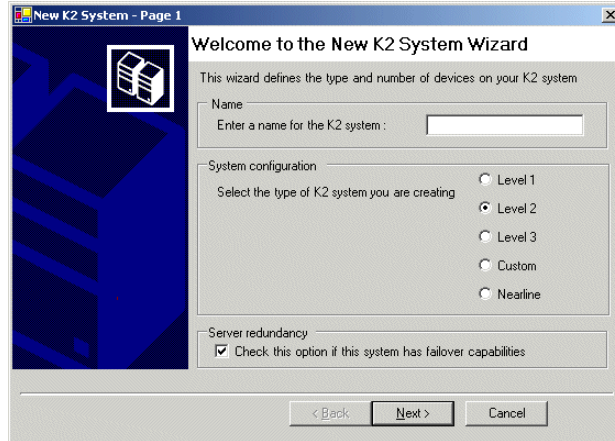 New K2 System - Page 1
Welcome to the New K2 System Wizard
This wizard defines the type and number of devices on your K2 system
Name
Enter a name for the K2 system :
System configuration
Select the type of K2 system you are creating
Level 1
Level 2
Level 3
Custom
Nearline
Server redundancy
Check this option if this system has failover capabilities
< Back
Next >
Cancel